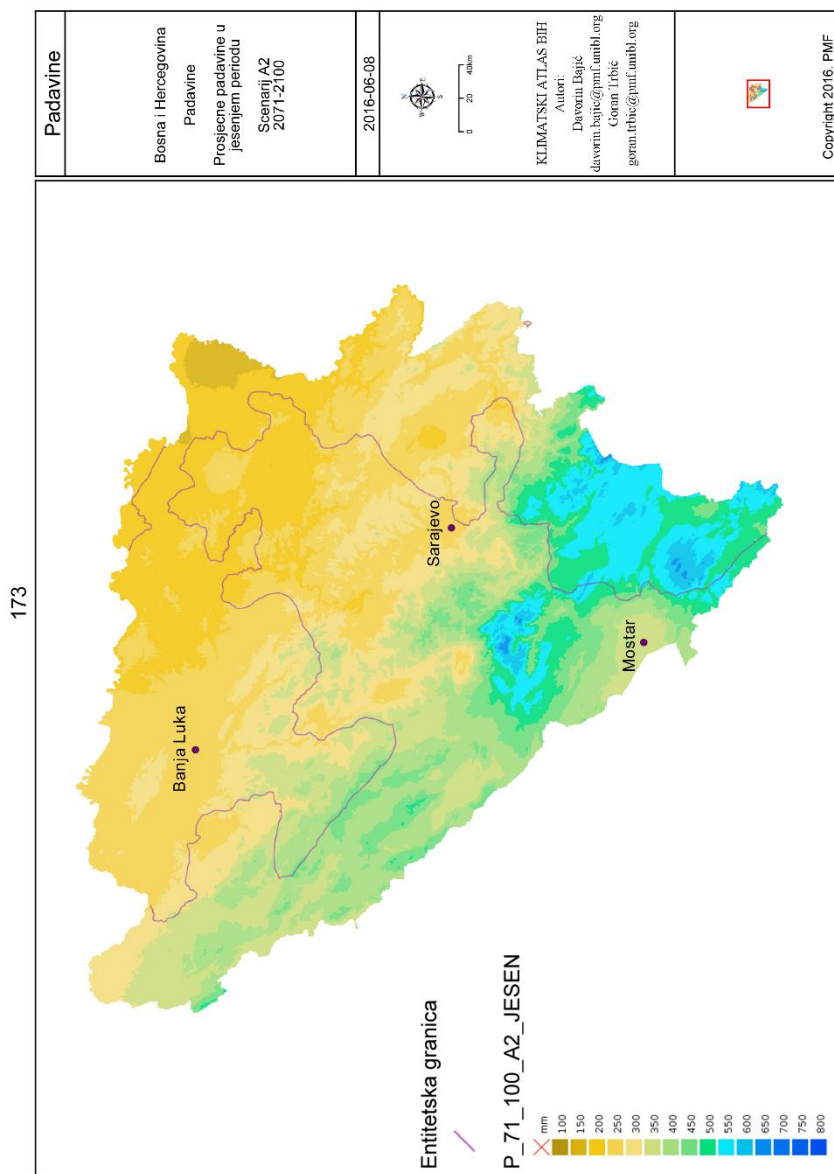 173
Padavine
Bosna i Hercegovina
Padavine
Prosjecne padavine u
jesenjem periodu
Scenarij A2
2071-2100
2016-06-08
N
W
E
S
0 20 40km
KLIMATSKI ATLAS BIH
Autori:
Davorin Bajić
davorin.bajic@pmf.unibl.org
Goran Trbić
goran.trbic@pmf.unibl.org
Copyright 2016. PMF
Banja Luka
Sarajevo
Mostar
Entitetska granica
P_71_100_A2_JESEN
mm
100
150
200
250
300
350
400
450
500
550
600
650
700
750
800